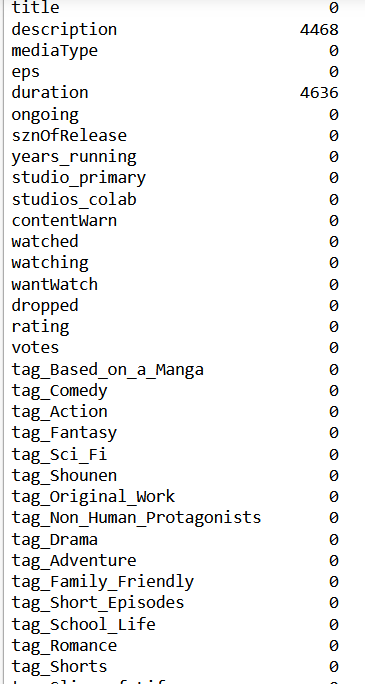 title 0
description 4468
mediaType 0
eps 0
duration 4636
ongoing 0
sznOfRelease 0
years_running 0
studio_primary 0
studios_colab 0
contentWarn 0
watched 0
watching 0
wantWatch 0
dropped 0
rating 0
votes 0
tag_Based_on_a_Manga 0
tag_Comedy 0
tag_Action 0
tag_Fantasy 0
tag_Sci_Fi 0
tag_Shounen 0
tag_Original_Work 0
tag_Non_Human_Protagonists 0
tag_Drama 0
tag_Adventure 0
tag_Family_Friendly 0
tag_Short_Episodes 0
tag_School_Life 0
tag_Romance 0
tag_Shorts 0